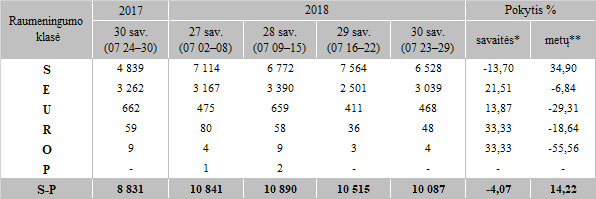 Raumeningumo klasė 2017 2018 Pokytis %
30 sav. (07 24–30) 27 sav. (07 02–08) 28 sav. (07 09–15) 29 sav. (07 16–22) 30 sav. (07 23–29) savaitės* metų**
S 4 839 7 114 6 772 7 564 6 528 -13,70 34,90
E 3 262 3 167 3 390 2 501 3 039 21,51 -6,84
U 662 475 659 411 468 13,87 -29,31
R 59 80 58 36 48 33,33 -18,64
O 9 4 9 3 4 33,33 -55,56
P - 1 2 - - - -
S-P 8 831 10 841 10 890 10 515 10 087 -4,07 14,22